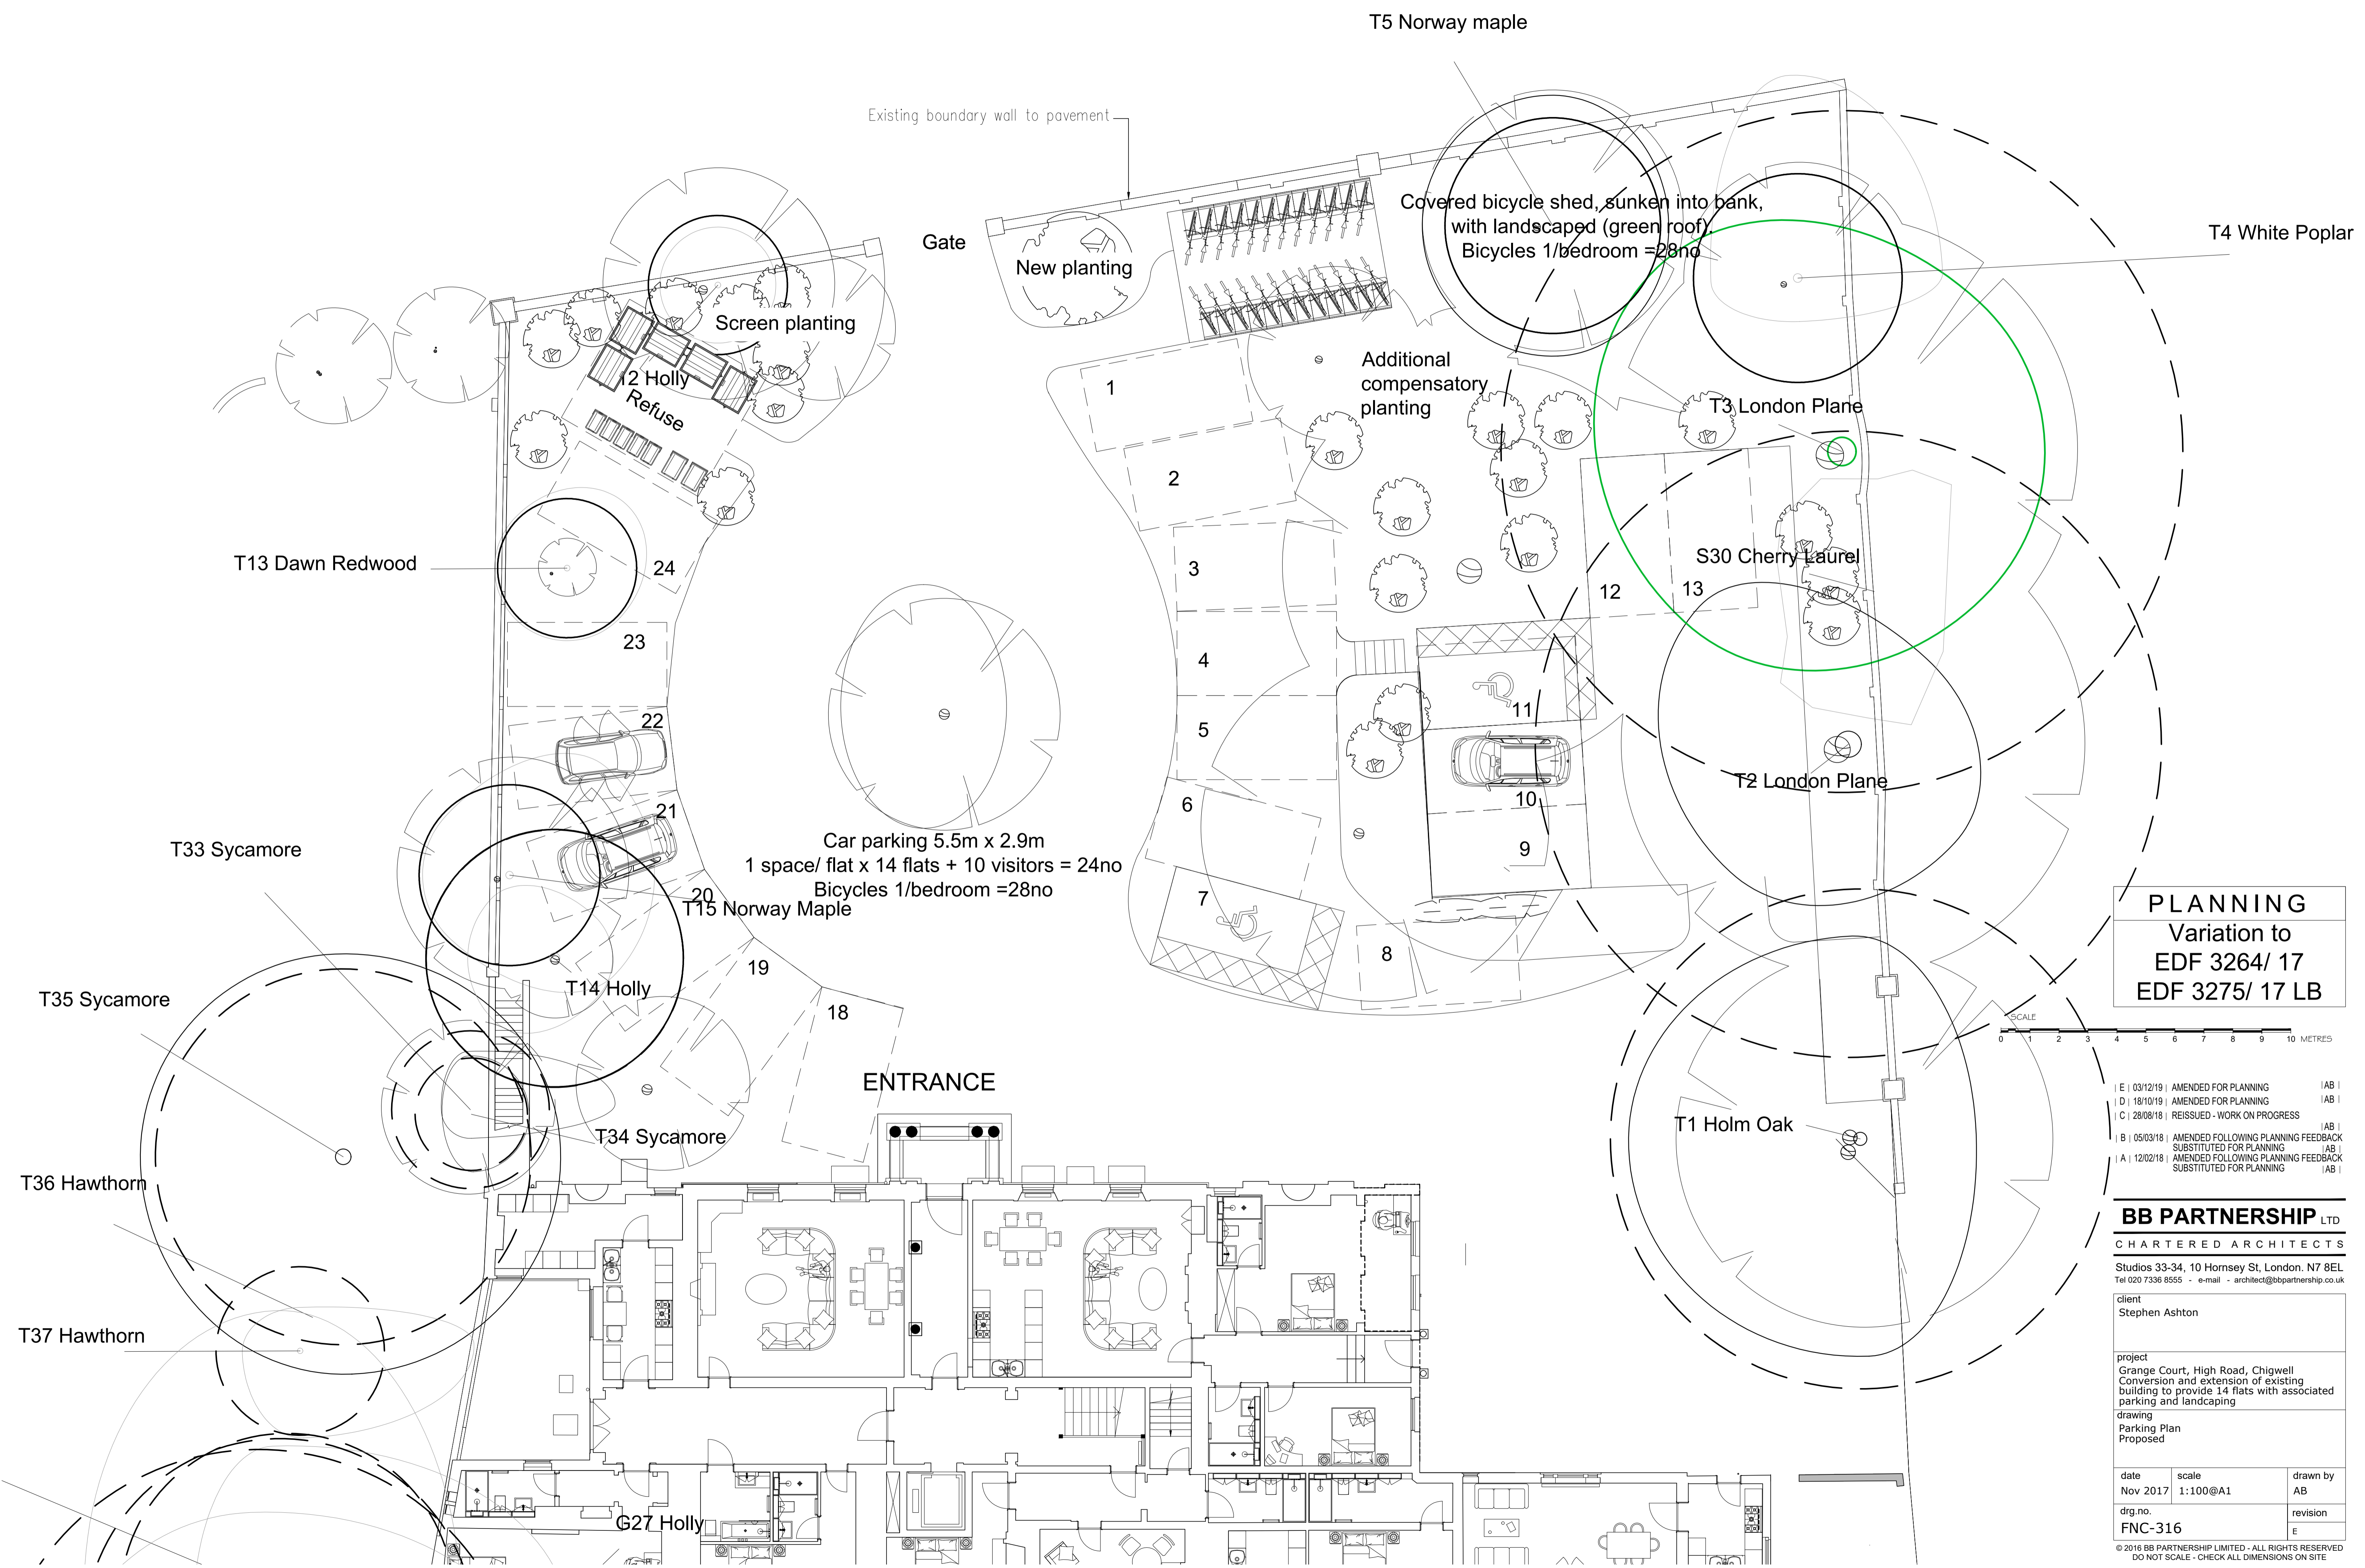 T5 Norway maple
Existing boundary wall to pavement
Covered bicycle shed, sunken into bank,
with landscaped (green roof).
Bicycles 1/bedroom =28no
T4 White Poplar
Gate
New planting
Screen planting
12 Holly
Refuse
Additional
compensatory
planting
T3 London Plane
1
2
3
4
5
6
7
8
9
10
11
12
13
S30 Cherry Laurel
T2 London Plane
T13 Dawn Redwood
24
23
22
21
20
19
18
Car parking 5.5m x 2.9m
1 space/ flat x 14 flats + 10 visitors = 24no
Bicycles 1/bedroom =28no
T15 Norway Maple
T33 Sycamore
T14 Holly
T35 Sycamore
T34 Sycamore
T36 Hawthorn
T37 Hawthorn
ENTRANCE
T1 Holm Oak
G27 Holly
PLANNING
Variation to
EDF 3264/ 17
EDF 3275/ 17 LB
SCALE
0 1 2 3 4 5 6 7 8 9 10 METRES
| E | 03/12/19 | AMENDED FOR PLANNING | AB |
| D | 18/10/19 | AMENDED FOR PLANNING | AB |
| C | 28/08/18 | REISSUED - WORK ON PROGRESS
| AB |
| B | 05/03/18 | AMENDED FOLLOWING PLANNING FEEDBACK
SUBSTITUTED FOR PLANNING | AB |
| A | 12/02/18 | AMENDED FOLLOWING PLANNING FEEDBACK
SUBSTITUTED FOR PLANNING | AB |
BB PARTNERSHIP LTD
CHARTERED ARCHITECTS
Studios 33-34, 10 Hornsey St, London. N7 8EL
Tel 020 7336 8555 - e-mail - architect@bbpartnership.co.uk
client
Stephen Ashton
project
Grange Court, High Road, Chigwell
Conversion and extension of existing
building to provide 14 flats with associated
parking and landcaping
drawing
Parking Plan
Proposed
date scale drawn by
Nov 2017 1:100@A1 AB
drg.no. revision
FNC-316 E
© 2016 BB PARTNERSHIP LIMITED - ALL RIGHTS RESERVED
DO NOT SCALE - CHECK ALL DIMENSIONS ON SITE